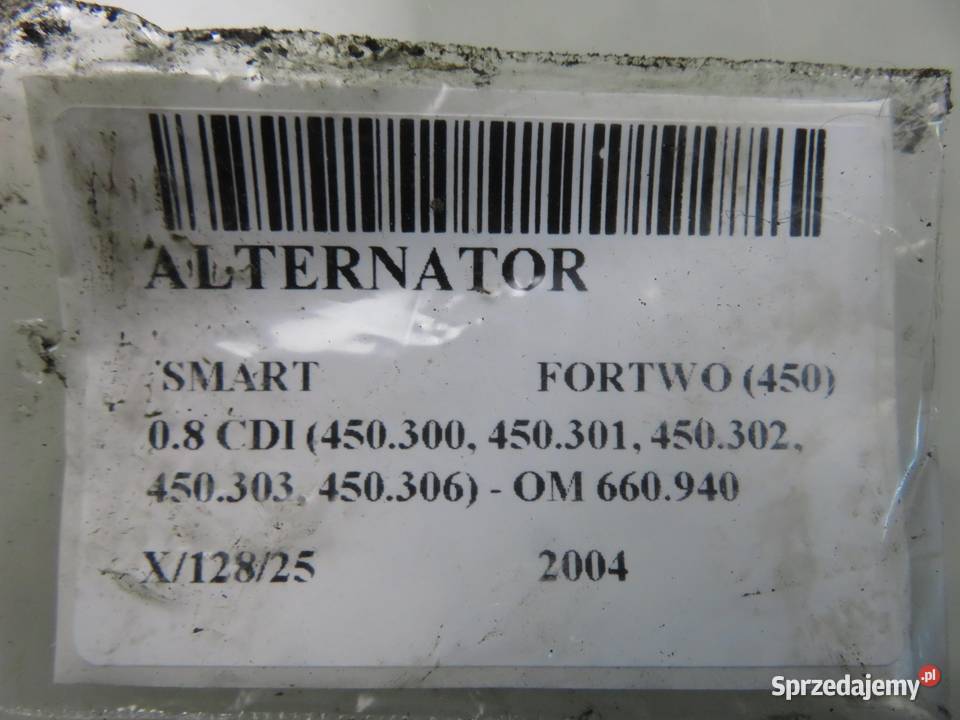 ALTERNATOR
SMART FORTWO (450)
0.8 CDI (450.300, 450.301, 450.302,
450.303, 450.306) - OM 660.940
X/128/25 2004
Sprzedajemy.pl